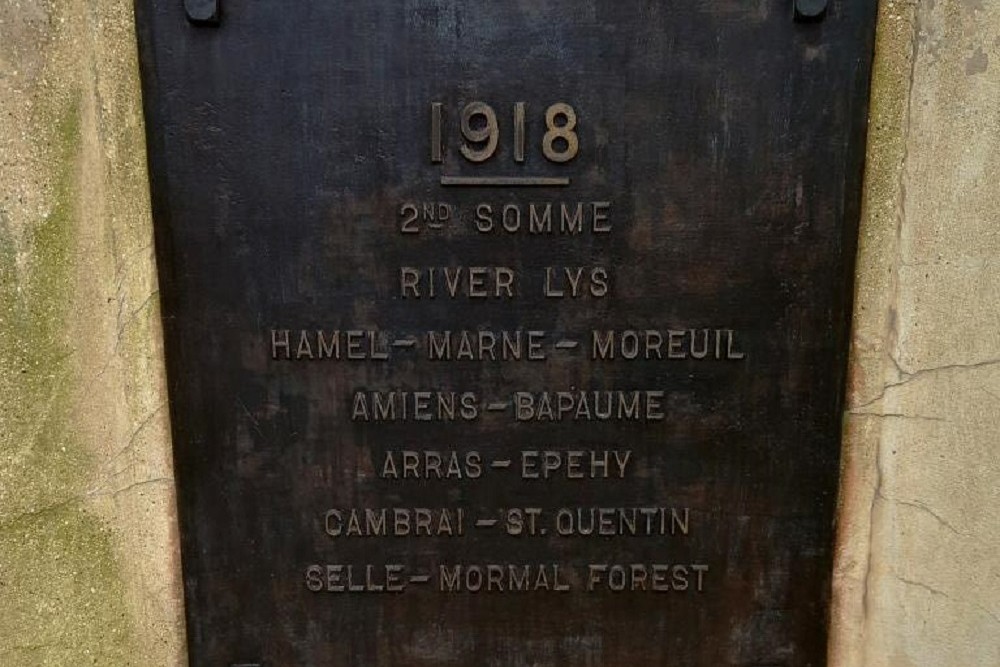 1918
2ND SOMME
RIVER LYS
HAMEL - MARNE - MOREUIL
AMIENS - BAPAUME
ARRAS - EPEHY
CAMBRAI - ST. QUENTIN
SELLE - MORMAL FOREST